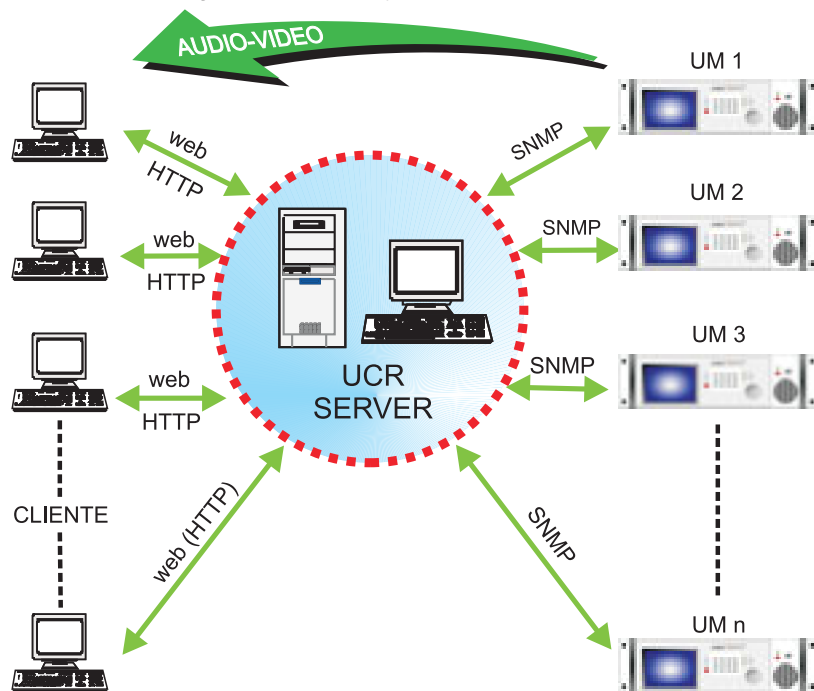 AUDIO-VIDEO
UM 1
web
HTTP
SNMP
UM 2
web
HTTP
SNMP
UM 3
web
HTTP
SNMP
UCR
SERVER
CLIENTE
web (HTTP)
SNMP
UM n